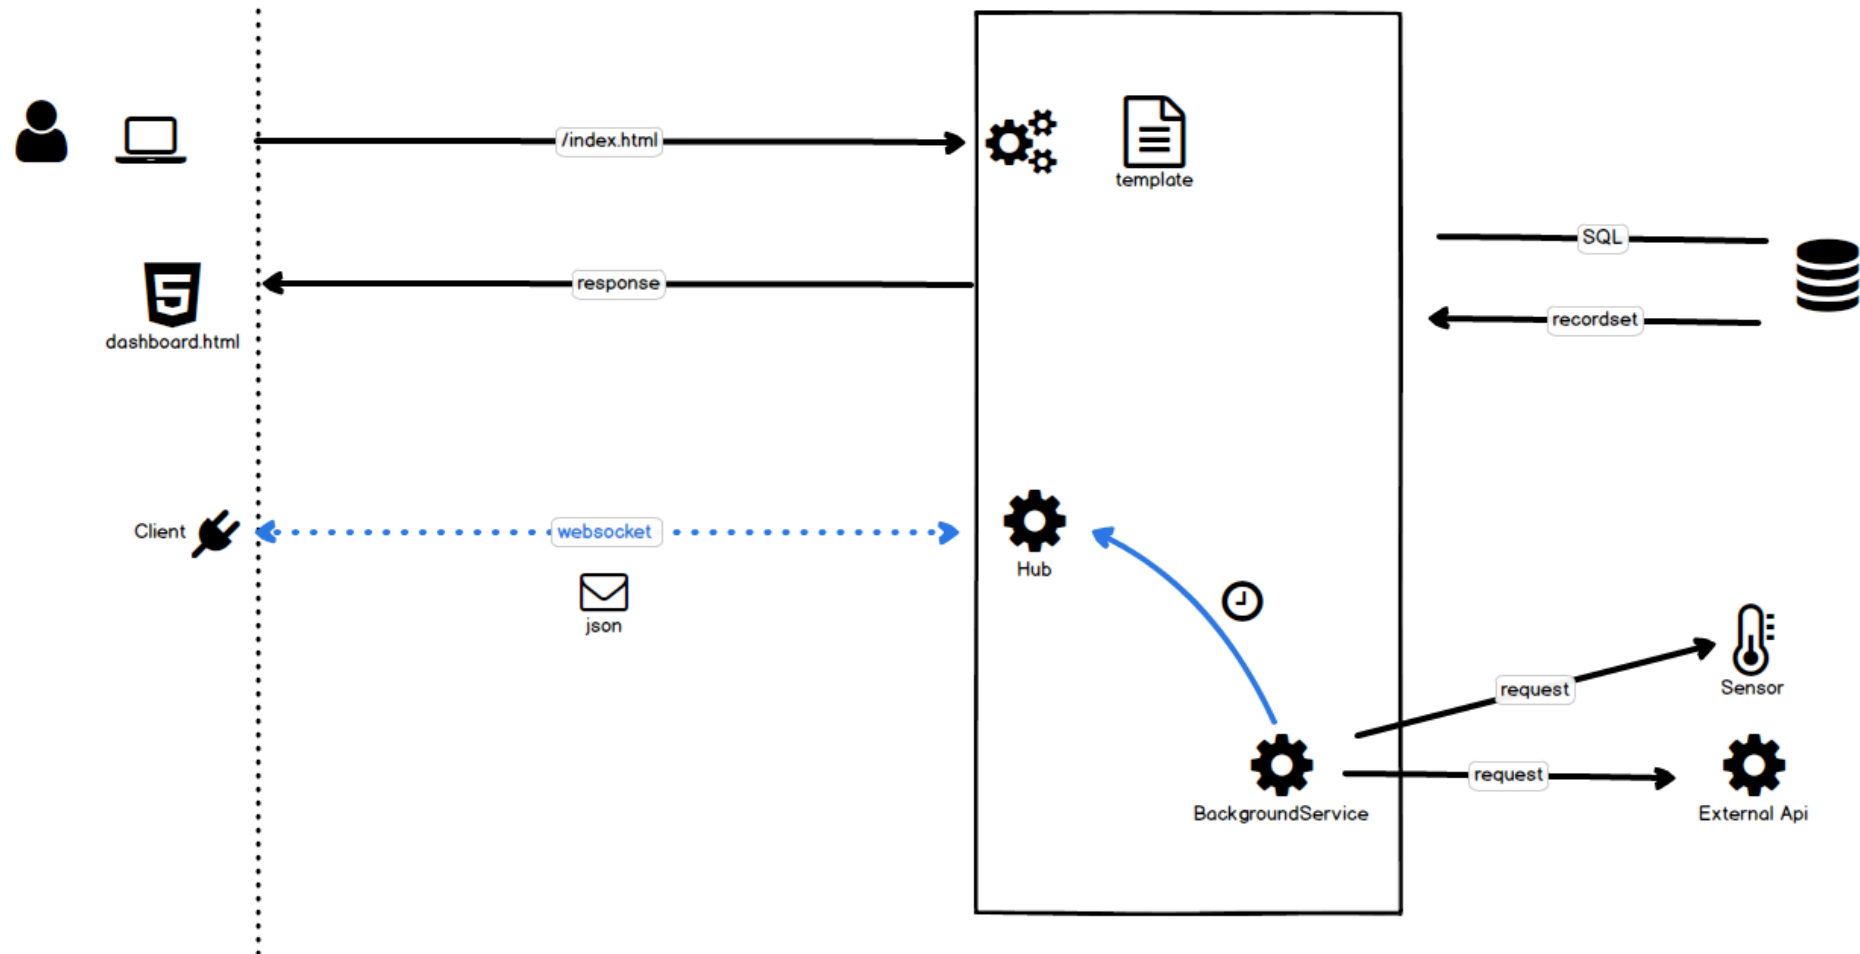 /index.html
template
SQL
response
recordset
dashboard.html
Client
websocket
Hub
json
Sensor
request
request
BackgroundService
External Api